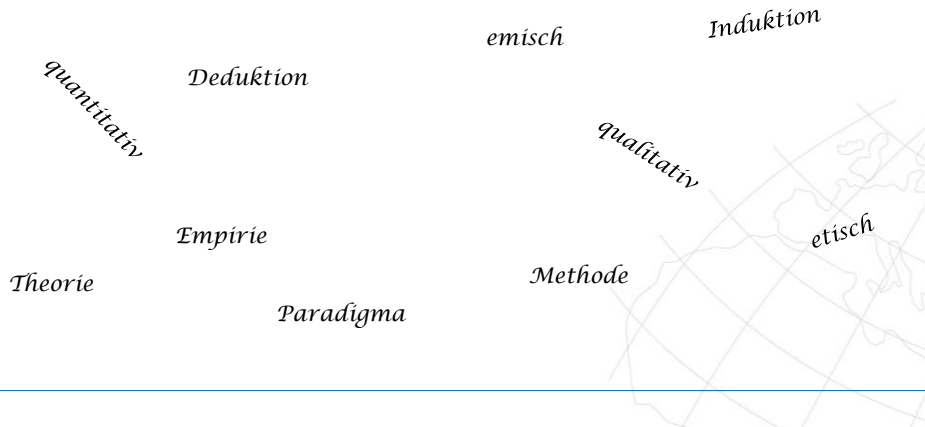 Induktion
emisch
Deduktion
quantitativ
qualitativ
etisch
Empirie
Methode
Theorie
Paradigma